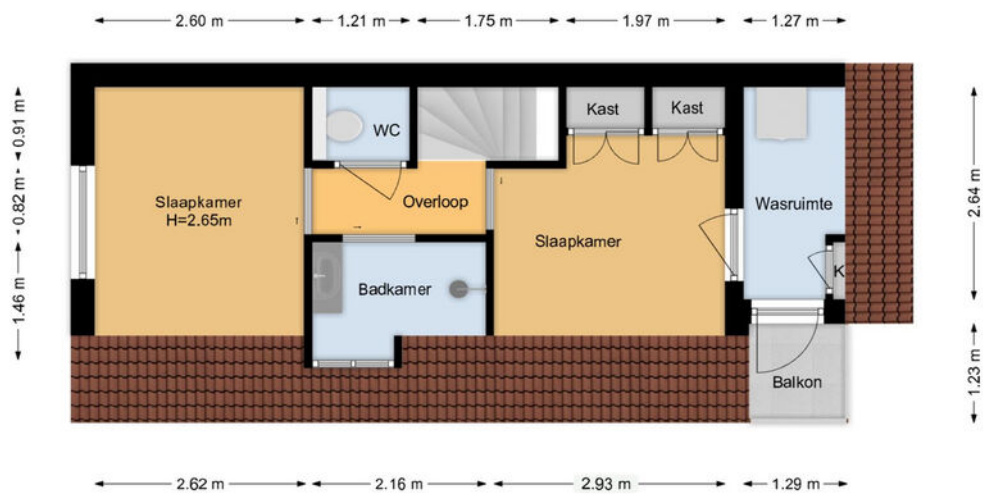 2.60 m
1.21 m
1.75 m
1.97 m
1.27 m
0.91 m
0.82 m
1.46 m
Kast
Kast
WC
Slaapkamer
H=2.65m
Overloop
Wasruimte
2.64 m
Slaapkamer
Badkamer
K
Balkon
1.23 m
2.62 m
2.16 m
2.93 m
1.29 m